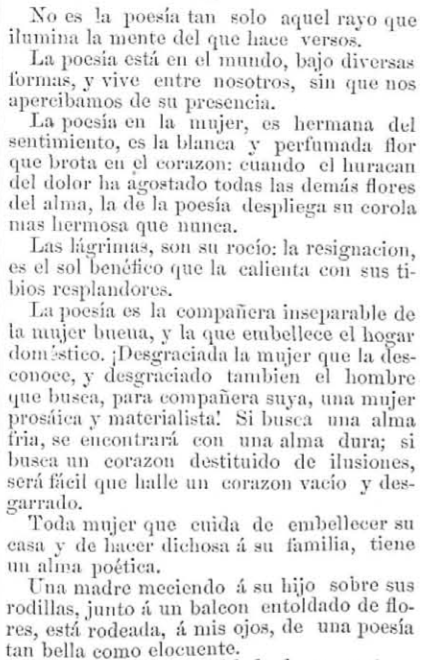 No es la poesía tan solo aquel rayo que
ilumina la mente del que hace versos.
La poesía está en el mundo, bajo diversas
formas, y vive entre nosotros, sin que nos
apercibamos de su presencia.
La poesía en la mujer, es hermana del
sentimiento, es la blanca y perfumada flor
que brota en el corazon: cuando el huracan
del dolor ha agostado todas las demás flores
del alma, la de la poesía despliega su corola
mas hermosa que nunca.
Las lágrimas, son su rocío: la resignacion,
es el sol benéfico que la calienta con sus ti-
bios resplandores.
La poesía es la compañera inseparable de
la mujer buena, y la que embellece el hogar
doméstico. ¡Desgraciada la mujer que la des-
conoce, y desgraciado tambien el hombre
que busca, para compañera suya, una mujer
prosáica y materialista! Si busca una alma
fria, se encontrará con una alma dura; si
busca un corazon destituido de ilusiones,
será fácil que halle un corazon vacío y des-
garrado.
Toda mujer que cuida de embellecer su
casa y de hacer dichosa á su familia, tiene
un alma poética.
Una madre meciendo á su hijo sobre sus
rodillas, junto á un balcon entoldado de flo-
res, está rodeada, á mis ojos, de una poesía
tan bella como elocuente.